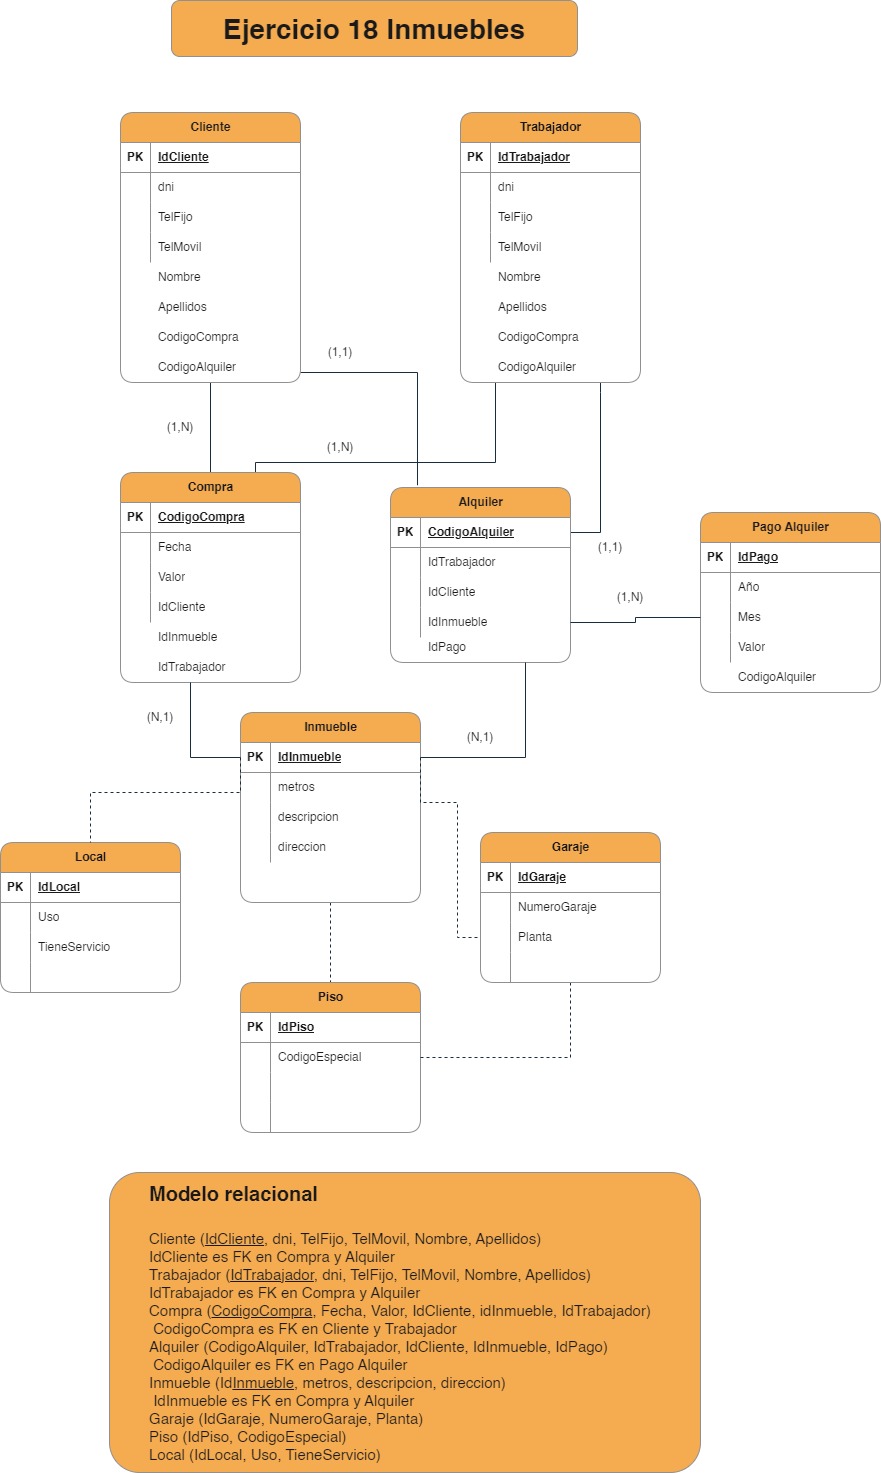 Ejercicio 18 Inmuebles
Cliente
PK IdCliente
dni
TelFijo
TelMovil
Nombre
Apellidos
CodigoCompra
CodigoAlquiler
Trabajador
PK IdTrabajador
dni
TelFijo
TelMovil
Nombre
Apellidos
CodigoCompra
CodigoAlquiler
(1,1)
(1,N)
(1,N)
Compra
PK CodigoCompra
Fecha
Valor
IdCliente
IdInmueble
IdTrabajador
Alquiler
PK CodigoAlquiler
IdTrabajador
IdCliente
IdInmueble
IdPago
(1,1)
(1,N)
Pago Alquiler
PK IdPago
Año
Mes
Valor
CodigoAlquiler
(N,1)
(N,1)
Inmueble
PK IdInmueble
metros
descripcion
direccion
Local
PK IdLocal
Uso
TieneServicio
Garaje
PK IdGaraje
NumeroGaraje
Planta
Piso
PK IdPiso
CodigoEspecial
Modelo relacional
Cliente (IdCliente, dni, TelFijo, TelMovil, Nombre, Apellidos)
IdCliente es FK en Compra y Alquiler
Trabajador (IdTrabajador, dni, TelFijo, TelMovil, Nombre, Apellidos)
IdTrabajador es FK en Compra y Alquiler
Compra (CodigoCompra, Fecha, Valor, IdCliente, idInmueble, IdTrabajador)
CodigoCompra es FK en Cliente y Trabajador
Alquiler (CodigoAlquiler, IdTrabajador, IdCliente, IdInmueble, IdPago)
CodigoAlquiler es FK en Pago Alquiler
Inmueble (IdInmueble, metros, descripcion, direccion)
IdInmueble es FK en Compra y Alquiler
Garaje (IdGaraje, NumeroGaraje, Planta)
Piso (IdPiso, CodigoEspecial)
Local (IdLocal, Uso, TieneServicio)